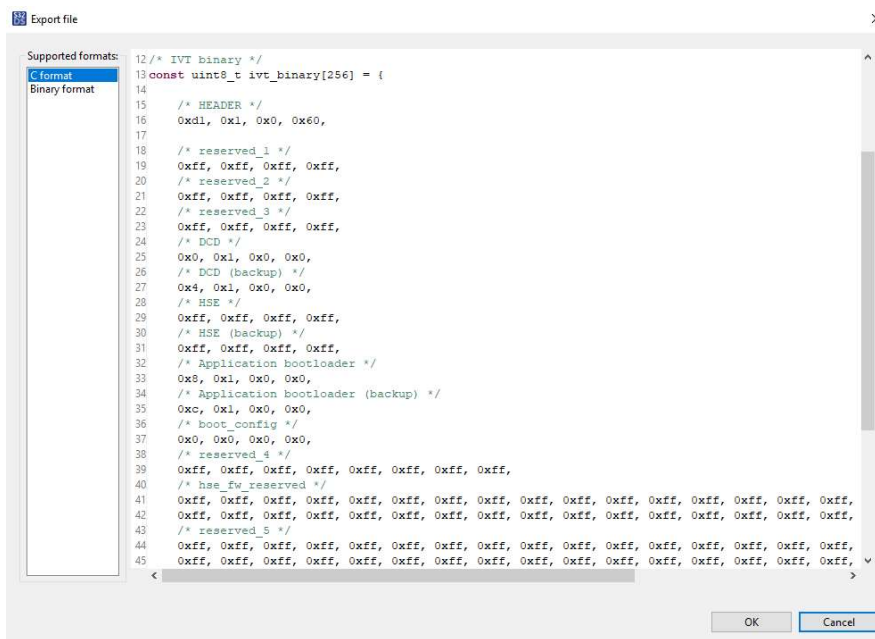 Export file
Supported formats:
C format
Binary format
12 /* IVT binary */
13 const uint8_t ivt_binary[256] = {
14
15 /* HEADER */
16 0xd1, 0x1, 0x0, 0x60,
17
18 /* reserved_1 */
19 0xff, 0xff, 0xff, 0xff,
20 /* reserved_2 */
21 0xff, 0xff, 0xff, 0xff,
22 /* reserved_3 */
23 0xff, 0xff, 0xff, 0xff,
24 /* DCD */
25 0x0, 0x1, 0x0, 0x0,
26 /* DCD (backup) */
27 0x4, 0x1, 0x0, 0x0,
28 /* HSE */
29 0xff, 0xff, 0xff, 0xff,
30 /* HSE (backup) */
31 0xff, 0xff, 0xff, 0xff,
32 /* Application bootloader */
33 0x8, 0x1, 0x0, 0x0,
34 /* Application bootloader (backup) */
35 0xc, 0x1, 0x0, 0x0,
36 /* boot_config */
37 0x0, 0x0, 0x0, 0x0,
38 /* reserved_4 */
39 0xff, 0xff, 0xff, 0xff, 0xff, 0xff, 0xff, 0xff,
40 /* hse_fw_reserved */
41 0xff, 0xff, 0xff, 0xff, 0xff, 0xff, 0xff, 0xff, 0xff, 0xff, 0xff, 0xff, 0xff, 0xff, 0xff, 0xff,
42 0xff, 0xff, 0xff, 0xff, 0xff, 0xff, 0xff, 0xff, 0xff, 0xff, 0xff, 0xff, 0xff, 0xff, 0xff, 0xff,
43 /* reserved_5 */
44 0xff, 0xff, 0xff, 0xff, 0xff, 0xff, 0xff, 0xff, 0xff, 0xff, 0xff, 0xff, 0xff, 0xff, 0xff, 0xff,
45 0xff, 0xff, 0xff, 0xff, 0xff, 0xff, 0xff, 0xff, 0xff, 0xff, 0xff, 0xff, 0xff, 0xff, 0xff, 0xff,
OK
Cancel